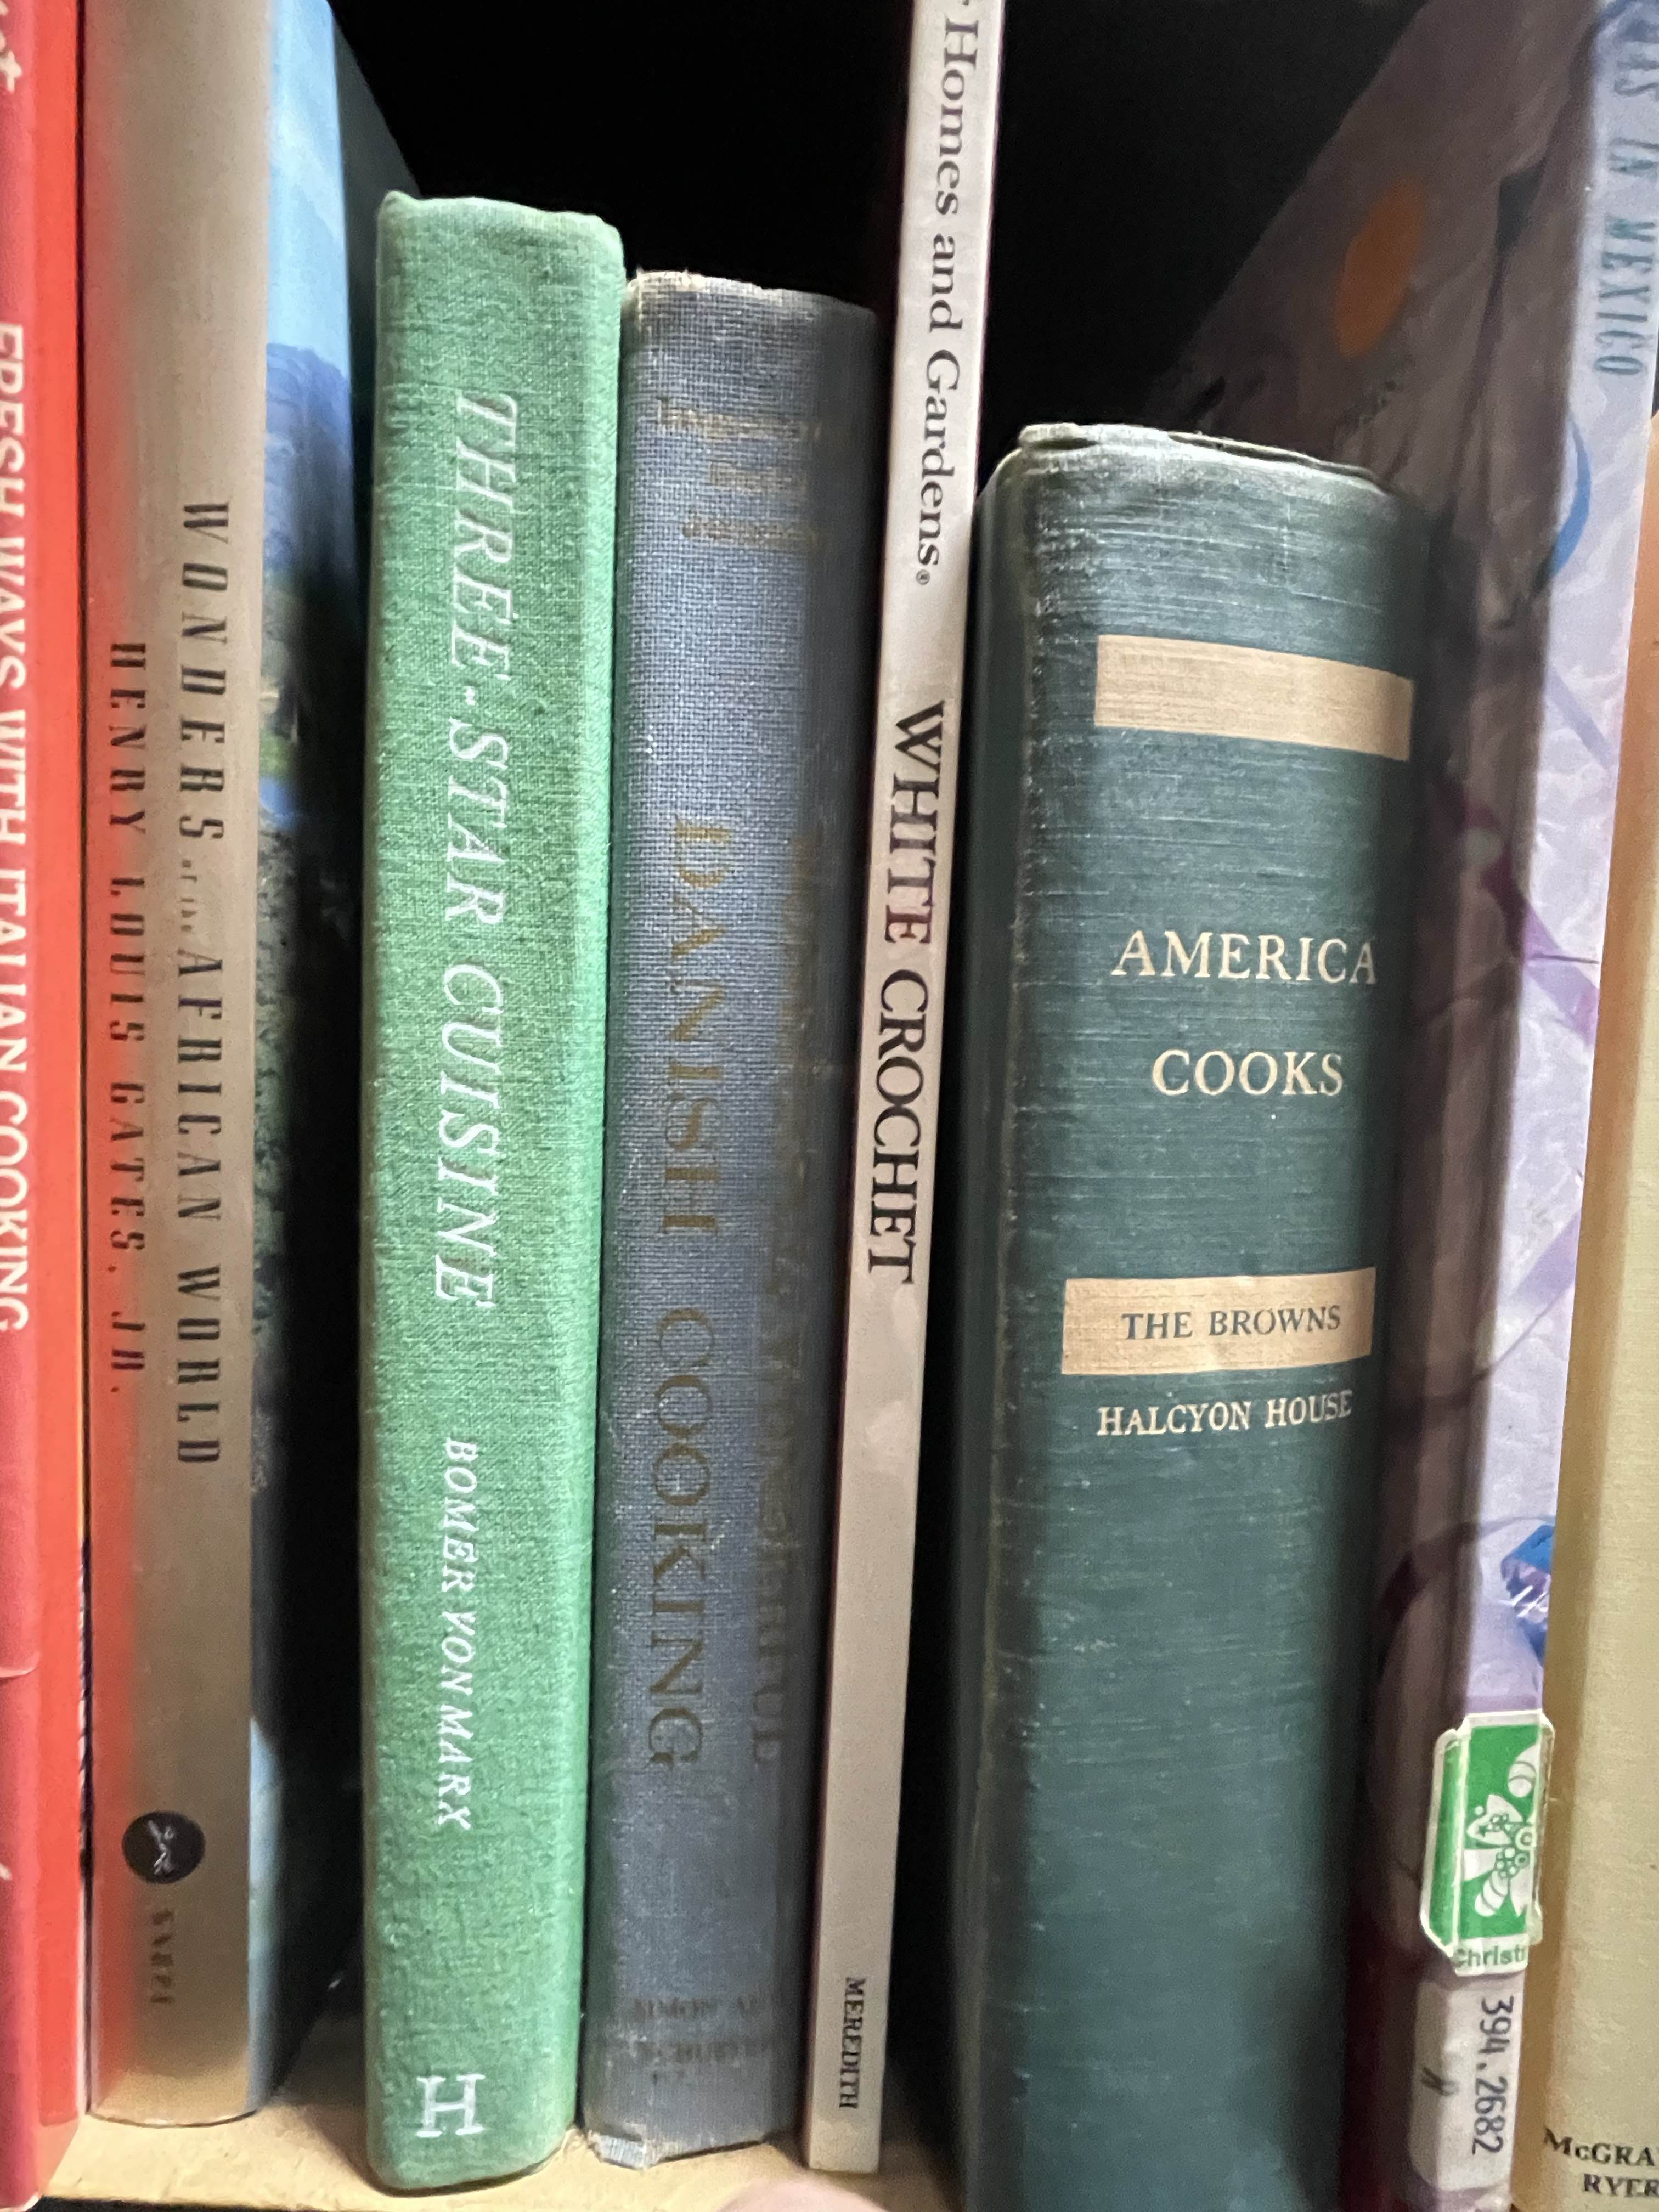 FRESH WAYS WITH ITALIAN COOKING
WONDERS OF THE AFRICAN WORLD
HENRY LOUIS GATES, JR.
THREE-STAR CUISINE
BOMER VON MARX
H
DANISH COOKING
Homes and Gardens®
WHITE CROCHET
MEREDITH
AMERICA
COOKS
THE BROWNS
HALCYON HOUSE
IN MEXICO
394.2682